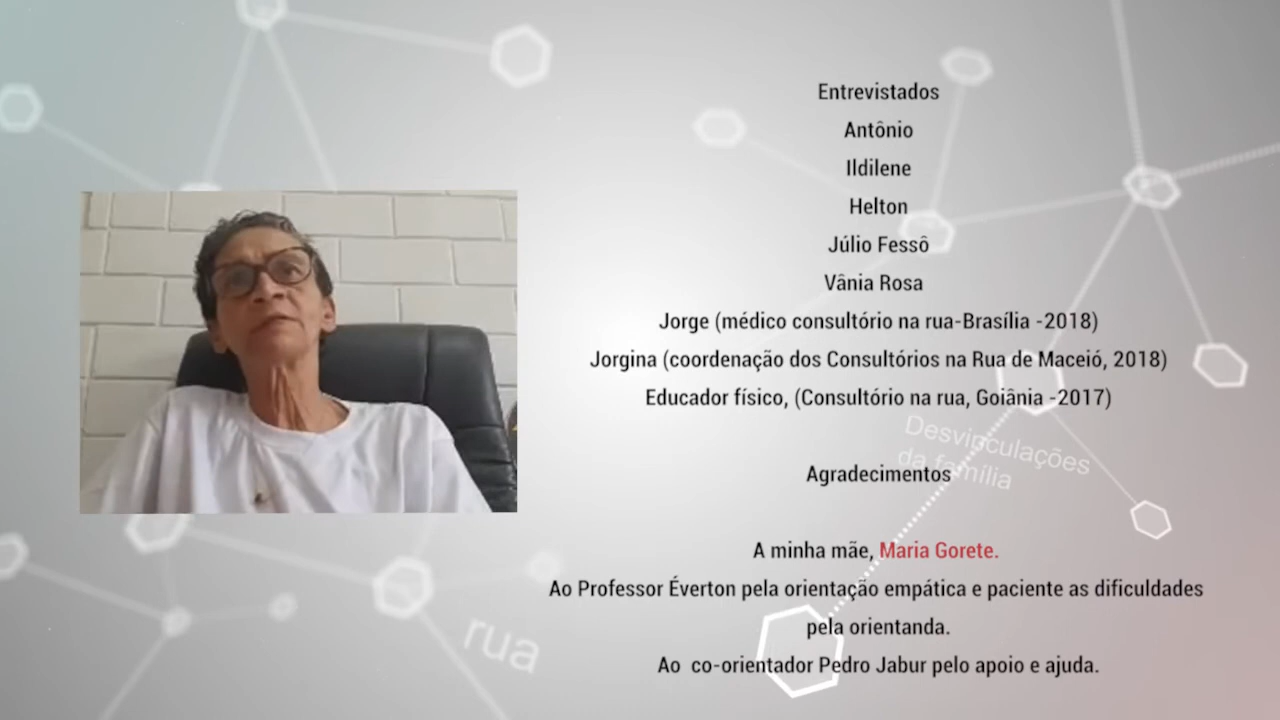 Entrevistados
Antônio
Ildilene
Helton
Júlio Fessô
Vânia Rosa
Jorge (médico consultório na rua-Brasília -2018)
Jorgina (coordenação dos Consultórios na Rua de Maceió, 2018)
Educador físico, (Consultório na rua, Goiânia -2017)
Desvinculações
da família
Agradecimentos
A minha mãe, Maria Gorete.
Ao Professor Éverton pela orientação empática e paciente as dificuldades
pela orientanda.
rua
Ao co-orientador Pedro Jabur pelo apoio e ajuda.